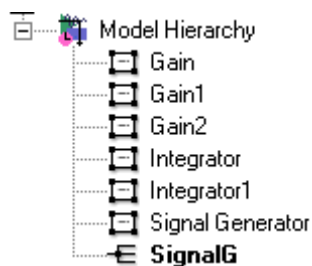 Model Hierarchy
Gain
Gain1
Gain2
Integrator
Integrator1
Signal Generator
SignalG